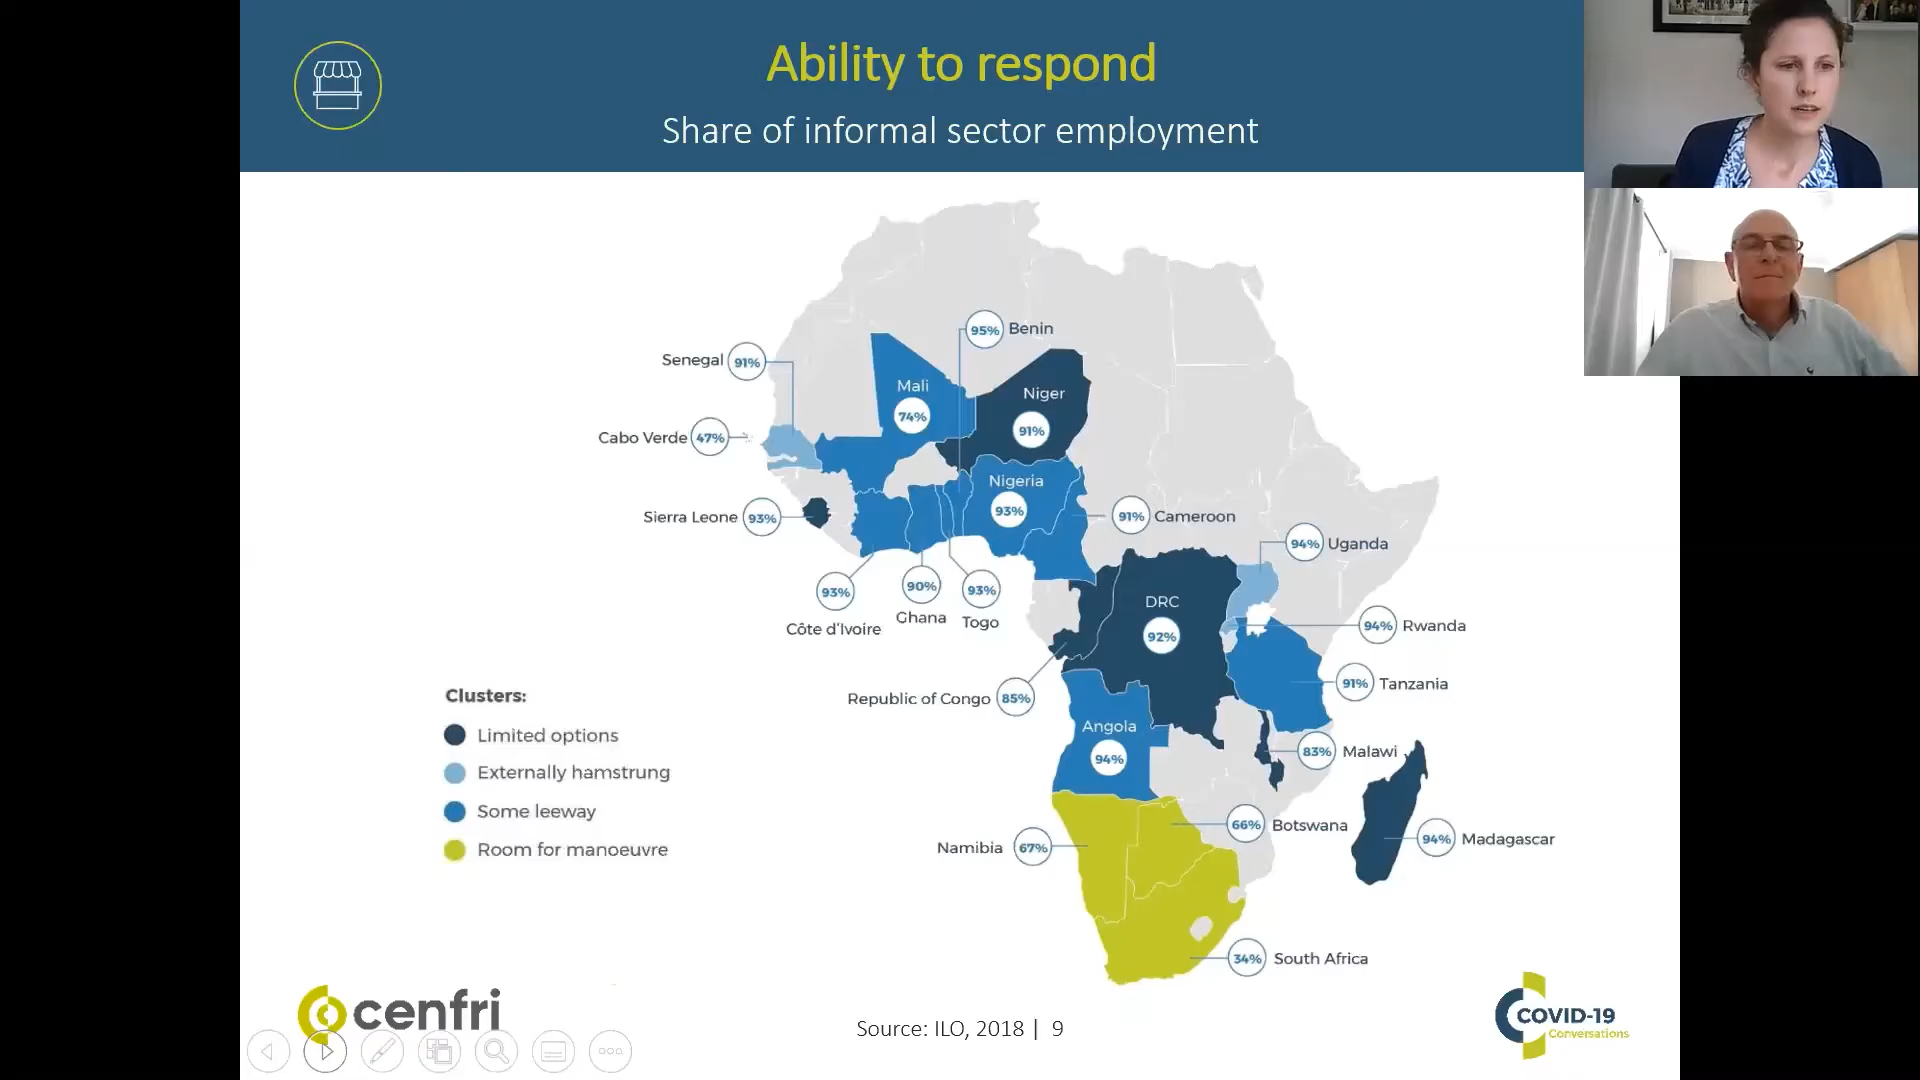 Ability to respond
Share of informal sector employment
95% Benin
Senegal 91%
Mali
74%
Niger
91%
Cabo Verde 47%
Nigeria
93%
Sierra Leone 93%
91% Cameroon
94% Uganda
93%
Côte d'Ivoire
90%
Ghana
93%
Togo
DRC
92%
94% Rwanda
91% Tanzania
Republic of Congo 85%
Angola
94%
83% Malawi
66% Botswana
Namibia 67%
94% Madagascar
34% South Africa
Clusters:
Limited options
Externally hamstrung
Some leeway
Room for manoeuvre
cenfri
Source: ILO, 2018 | 9
COVID-19
Conversations